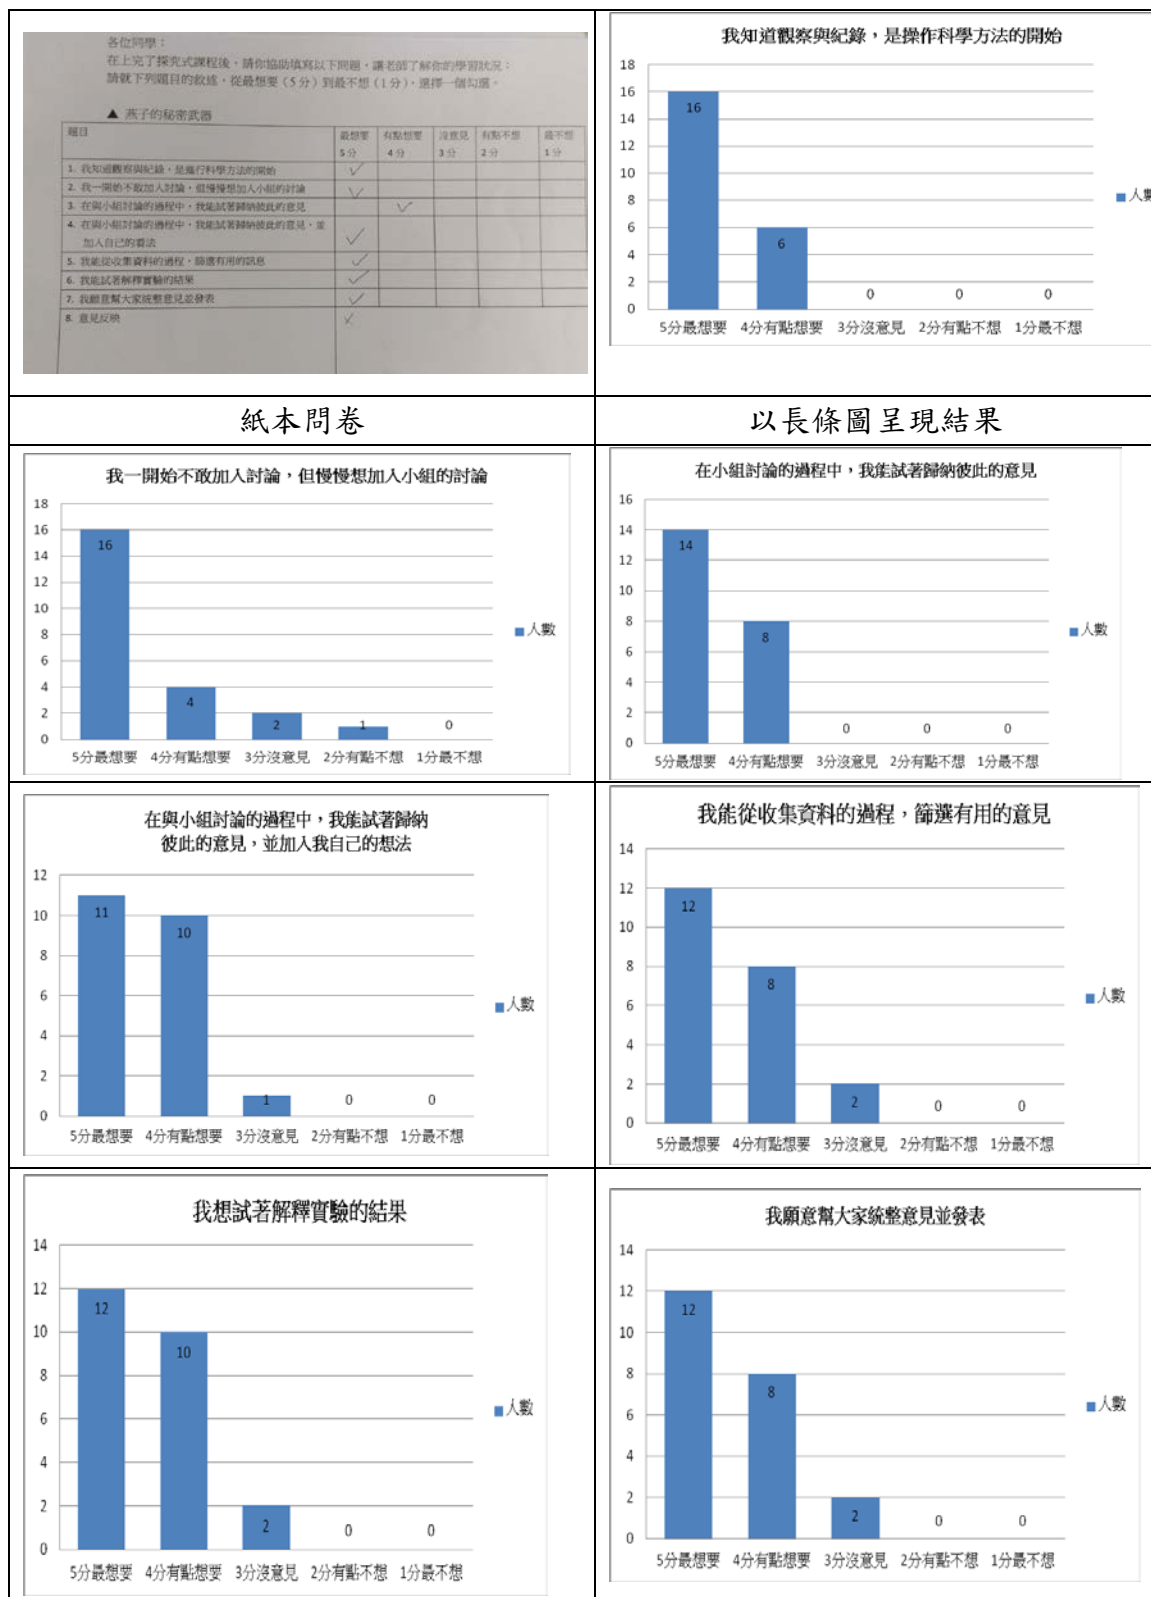 各位同學：
在上完了探究式課程後，請你協助填寫以下問題，讓老師了解你的學習狀況：
請就下列題目的敘述，從最想要（5分）到最不想（1分），選擇一個勾選。
▲ 燕子的秘密武器
題目 最想要 有點想要 沒意見 有點不想 最不想
5分 4分 3分 2分 1分
1. 我知道觀察與紀錄，是進行科學方法的開始 ✓
2. 我一開始不敢加入討論，但慢慢想加入小組的討論 ✓
3. 在與小組討論的過程中，我能試著歸納彼此的意見 ✓
4. 在與小組討論的過程中，我能試著歸納彼此的意見，並
加入自己的看法 ✓
5. 我能從收集資料的過程，篩選有用的訊息 ✓
6. 我能試著解釋實驗的結果 ✓
7. 我願意幫大家統整意見並發表 ✓
8. 意見反映
我知道觀察與紀錄，是操作科學方法的開始
18
16
14
12
10
8
6
4
2
0
16
6
0
0
0
5分最想要 4分有點想要 3分沒意見 2分有點不想 1分最不想
人數
紙本問卷
以長條圖呈現結果
我一開始不敢加入討論，但慢慢想加入小組的討論
18
16
14
12
10
8
6
4
2
0
16
4
2
1
0
5分最想要 4分有點想要 3分沒意見 2分有點不想 1分最不想
人數
在小組討論的過程中，我能試著歸納彼此的意見
16
14
12
10
8
6
4
2
0
14
8
0
0
0
5分最想要 4分有點想要 3分沒意見 2分有點不想 1分最不想
人數
在與小組討論的過程中，我能試著歸納
彼此的意見，並加入我自己的想法
12
10
8
6
4
2
0
11
10
1
0
0
5分最想要 4分有點想要 3分沒意見 2分有點不想 1分最不想
人數
我能從收集資料的過程，篩選有用的意見
14
12
10
8
6
4
2
0
12
8
2
0
0
5分最想要 4分有點想要 3分沒意見 2分有點不想 1分最不想
人數
我想試著解釋實驗的結果
14
12
10
8
6
4
2
0
12
10
2
0
0
5分最想要 4分有點想要 3分沒意見 2分有點不想 1分最不想
人數
我願意幫大家統整意見並發表
14
12
10
8
6
4
2
0
12
8
2
0
0
5分最想要 4分有點想要 3分沒意見 2分有點不想 1分最不想
人數